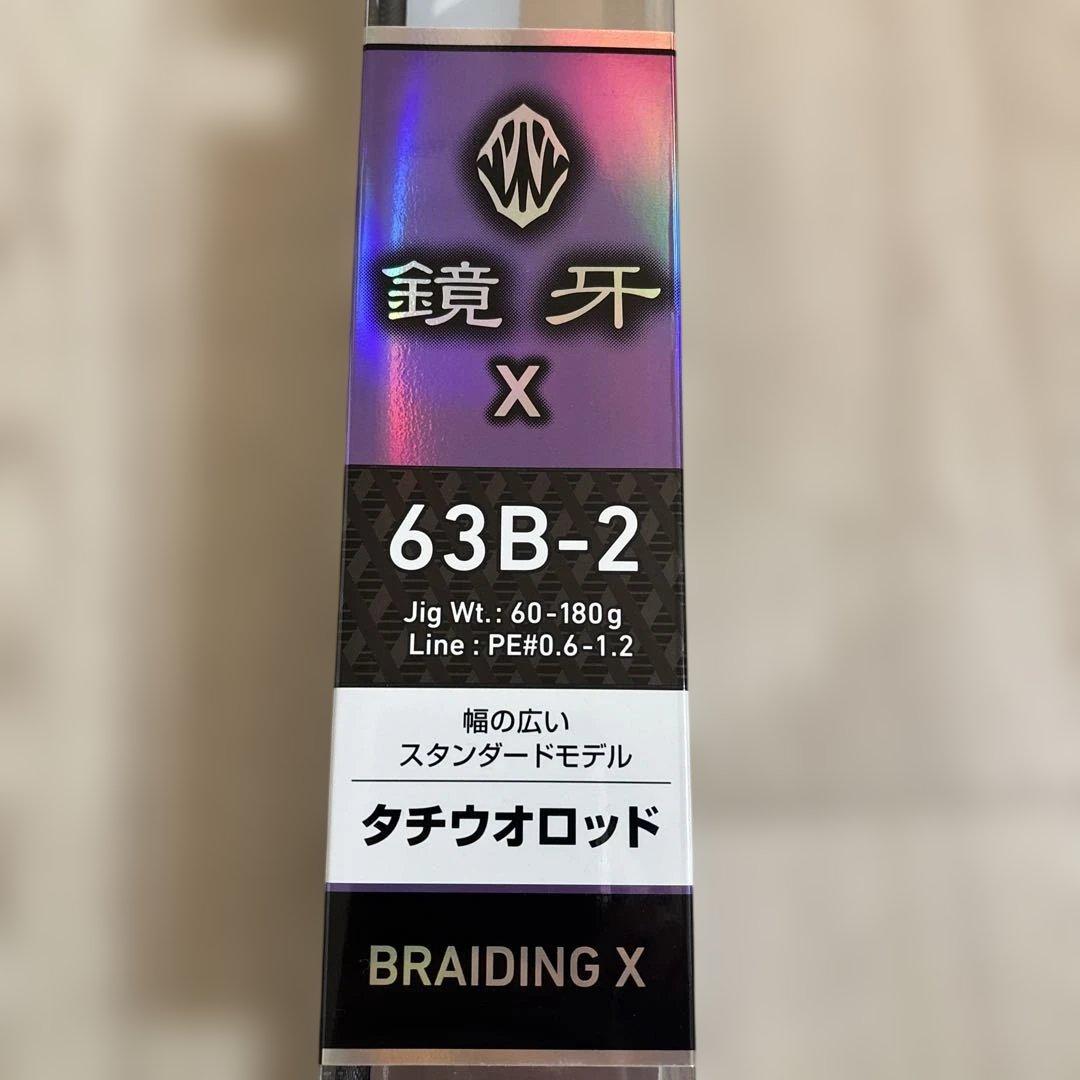 鏡牙
X
63B-2
Jig Wt.: 60-180g
Line : PE#0.6-1.2
幅の広い
スタンダードモデル
タチウオロッド
BRAIDING X